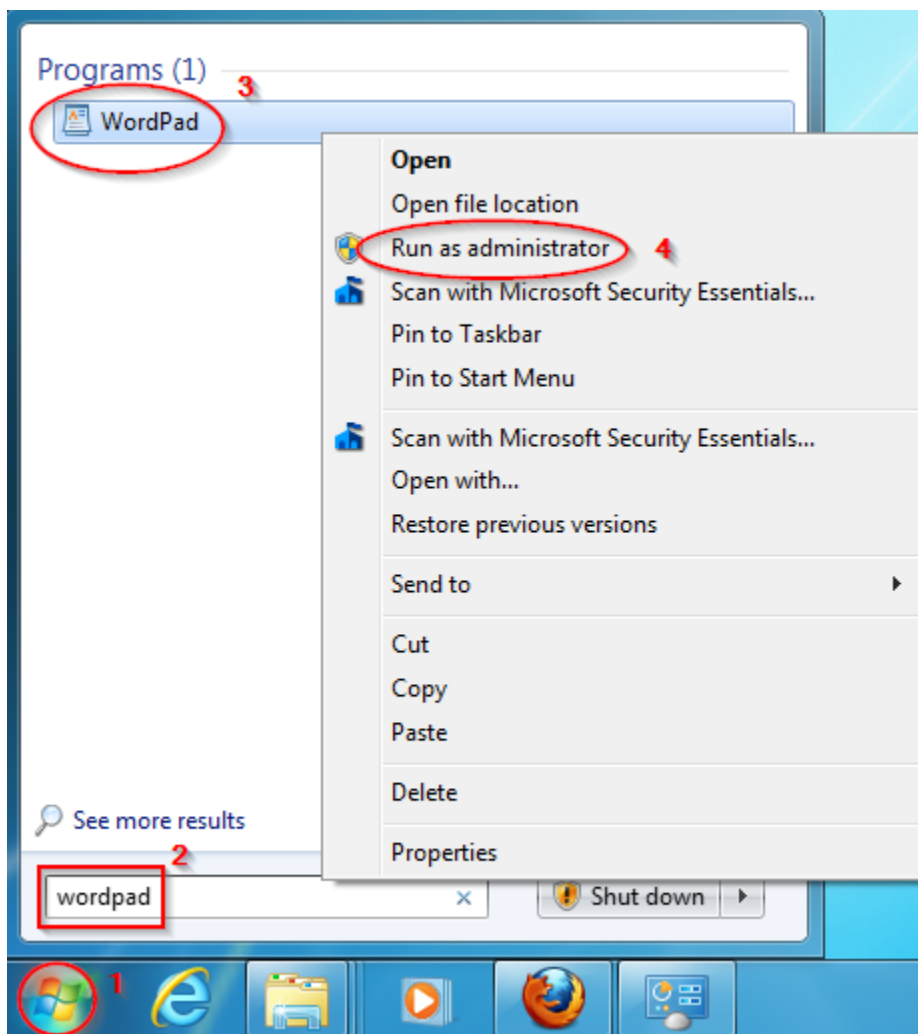 Programs (1)
3
WordPad
Open
Open file location
Run as administrator 4
Scan with Microsoft Security Essentials...
Pin to Taskbar
Pin to Start Menu
Scan with Microsoft Security Essentials...
Open with...
Restore previous versions
Send to
Cut
Copy
Paste
Delete
Properties
See more results
2
wordpad
Shut down
1